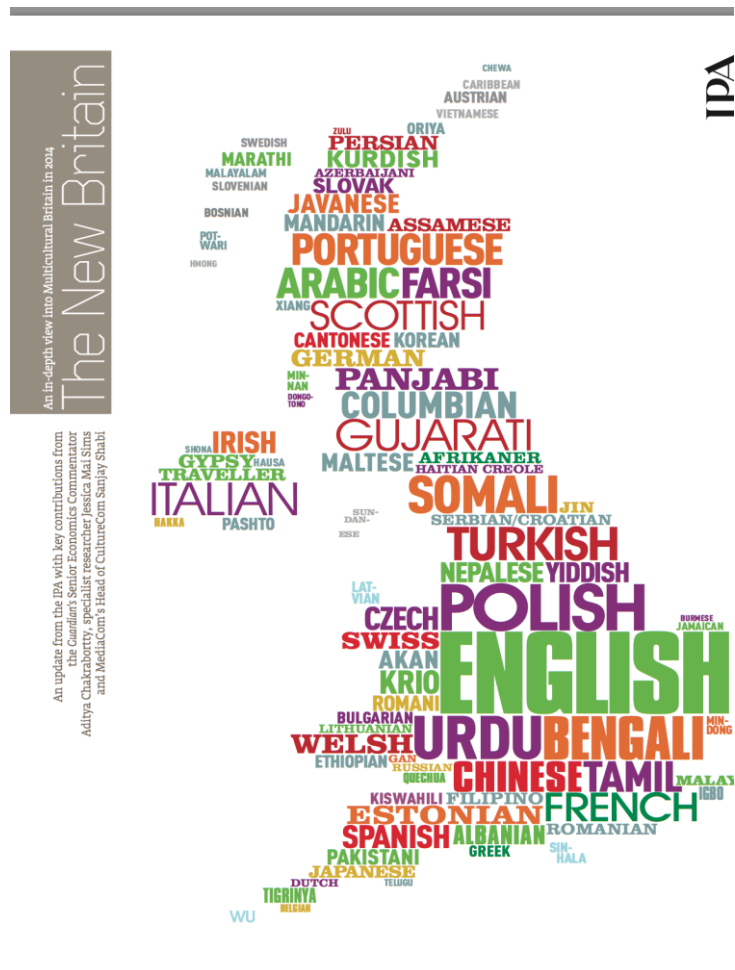 An in-depth view into Multicultural Britain in 2014
The New Britain
An update from the IPA with key contributions from
the Guardian's Senior Economics Commentator
Aditya Chakrabortty, specialist researcher Jessica Mai Sims
and MediaCom's Head of CultureCom Sanjay Shabi
IPA
CHEWA
CARIBBEAN
AUSTRIAN
VIETNAMESE
ZULU ORIYA
SWEDISH PERSIAN
MARATHI KURDISH
MALAYALAM AZERBAIJANI
SLOVENIAN SLOVAK
BOSNIAN JAVANESE
MANDARIN ASSAMESE
POT-
WARI
PORTUGUESE
HMONG
ARABIC FARSI
XIANG SCOTTISH
CANTONESE KOREAN
GERMAN
MIN-
NAN
PANJABI
DONGO-
TONO
COLUMBIAN
GUJARATI
SHONA IRISH
GYPSY HAUSA
TRAVELLER
ITALIAN
HAKKA PASHTO
MALTESE AFRIKANER
HAITIAN CREOLE
SOMALI JIN
SUN-
DAN-
ESE
SERBIAN/CROATIAN
TURKISH
NEPALESE YIDDISH
LAT-
VIAN
CZECH POLISH
BURMESE
JAMAICAN
SWISS ENGLISH
AKAN
KRIO
ROMANI
BULGARIAN
LITHUANIAN
WELSH URDU BENGALI
MIN-
DONG
ETHIOPIAN GAN
RUSSIAN
QUECHUA CHINESE TAMIL MALAY
IGBO
KISWAHILI FILIPINO FRENCH
ESTONIAN
ROMANIAN
SPANISH ALBANIAN
GREEK
SIN-
HALA
PAKISTANI
JAPANESE
DUTCH TELUGU
TIGRINYA
BELGIAN
WU